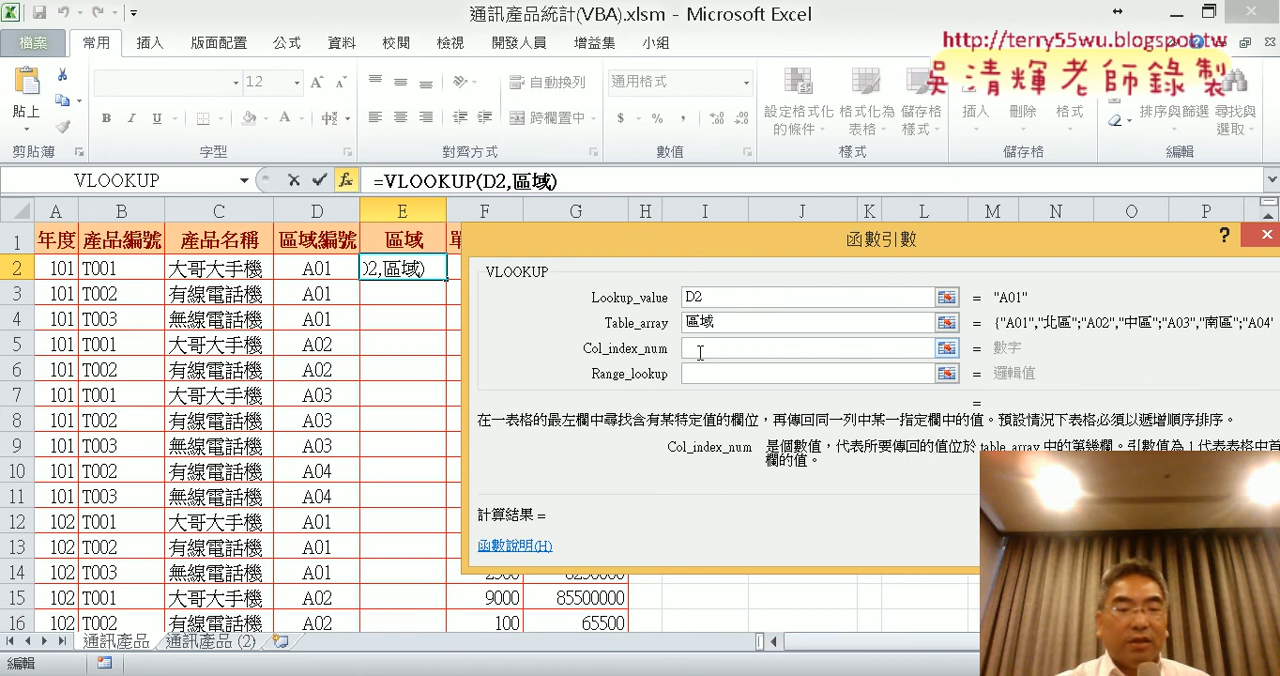 通訊產品統計(VBA).xlsm - Microsoft Excel
檔案 常用 插入 版面配置 公式 資料 校閱 檢視 開發人員 增益集 小組
http://terry55wu.blogspot.tw
吳清輝老師錄製
貼上 12 自動換列 通用格式
B I U 中 跨欄置中 $ % ,
設定格式化的條件 格式化為表格 儲存格樣式 插入 刪除 格式 排序與篩選 尋找與選取
剪貼簿 字型 對齊方式 數值 樣式 儲存格 編輯
VLOOKUP fx =VLOOKUP(D2,區域)
A B C D E F G H I J K L M N O P
1 年度 產品編號 產品名稱 區域編號 區域
2 101 T001 大哥大手機 A01 D2,區域)
3 101 T002 有線電話機 A01
4 101 T003 無線電話機 A01
5 101 T001 大哥大手機 A02
6 101 T002 有線電話機 A02
7 101 T001 大哥大手機 A03
8 101 T002 有線電話機 A03
9 101 T003 無線電話機 A03
10 101 T002 有線電話機 A04
11 101 T003 無線電話機 A04
12 102 T001 大哥大手機 A01
13 102 T002 有線電話機 A01
14 102 T003 無線電話機 A01
15 102 T001 大哥大手機 A02 9000 85500000
16 102 T002 有線電話機 A02 100 65500
函數引數 ?
VLOOKUP
Lookup_value D2 = "A01"
Table_array 區域 = {"A01","北區";"A02","中區";"A03","南區";"A04"
Col_index_num = 數字
Range_lookup = 邏輯值
=
在一表格的最左欄中尋找含有某特定值的欄位，再傳回同一列中某一指定欄中的值。預設情況下表格必須以遞增順序排序。
Col_index_num 是個數值，代表所要傳回的值位於 table_array 中的第幾欄。引數值為 1 代表表格中首
欄的值。
計算結果 =
函數說明(H)
通訊產品 通訊產品 (2)
編輯